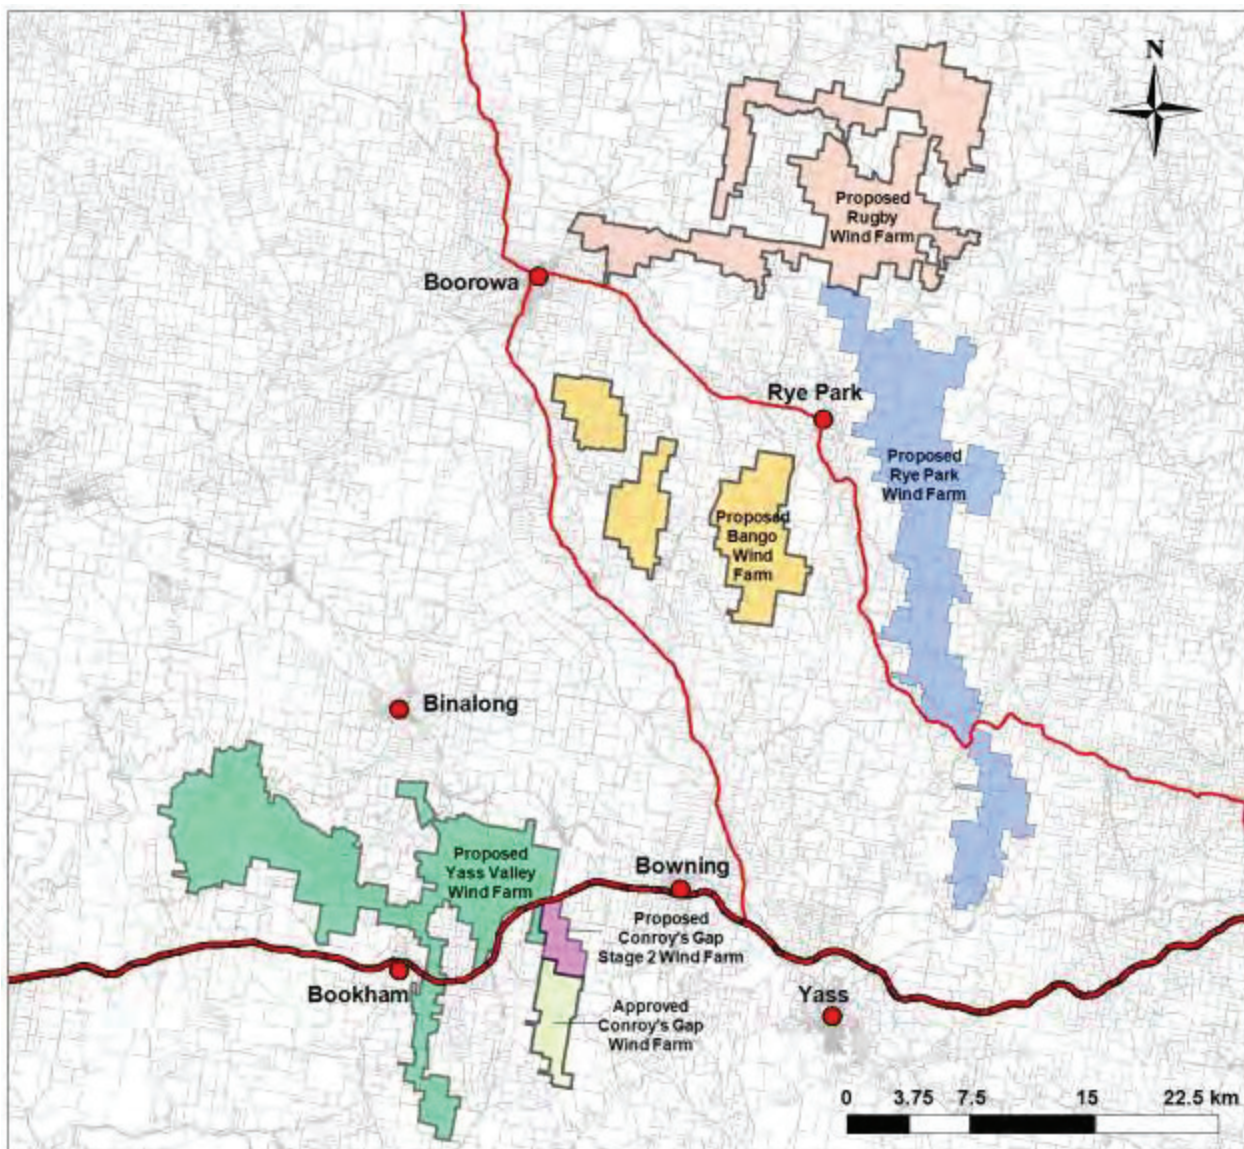 N
Proposed
Rugby
Wind Farm
Boorowa
Rye Park
Proposed
Rye Park
Wind Farm
Proposed
Bango
Wind
Farm
Binalong
Proposed
Yass Valley
Wind Farm
Bowning
Proposed
Conroy's Gap
Stage 2 Wind Farm
Bookham
Yass
Approved
Conroy's Gap
Wind Farm
0 3.75 7.5 15 22.5 km